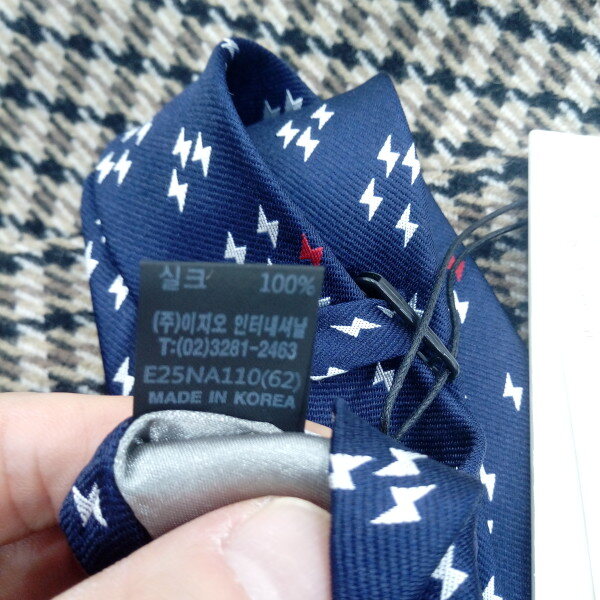 실크 100%
(주)이지오 인터내셔날
T:(02)3281-2463
E25NA110(62)
MADE IN KOREA